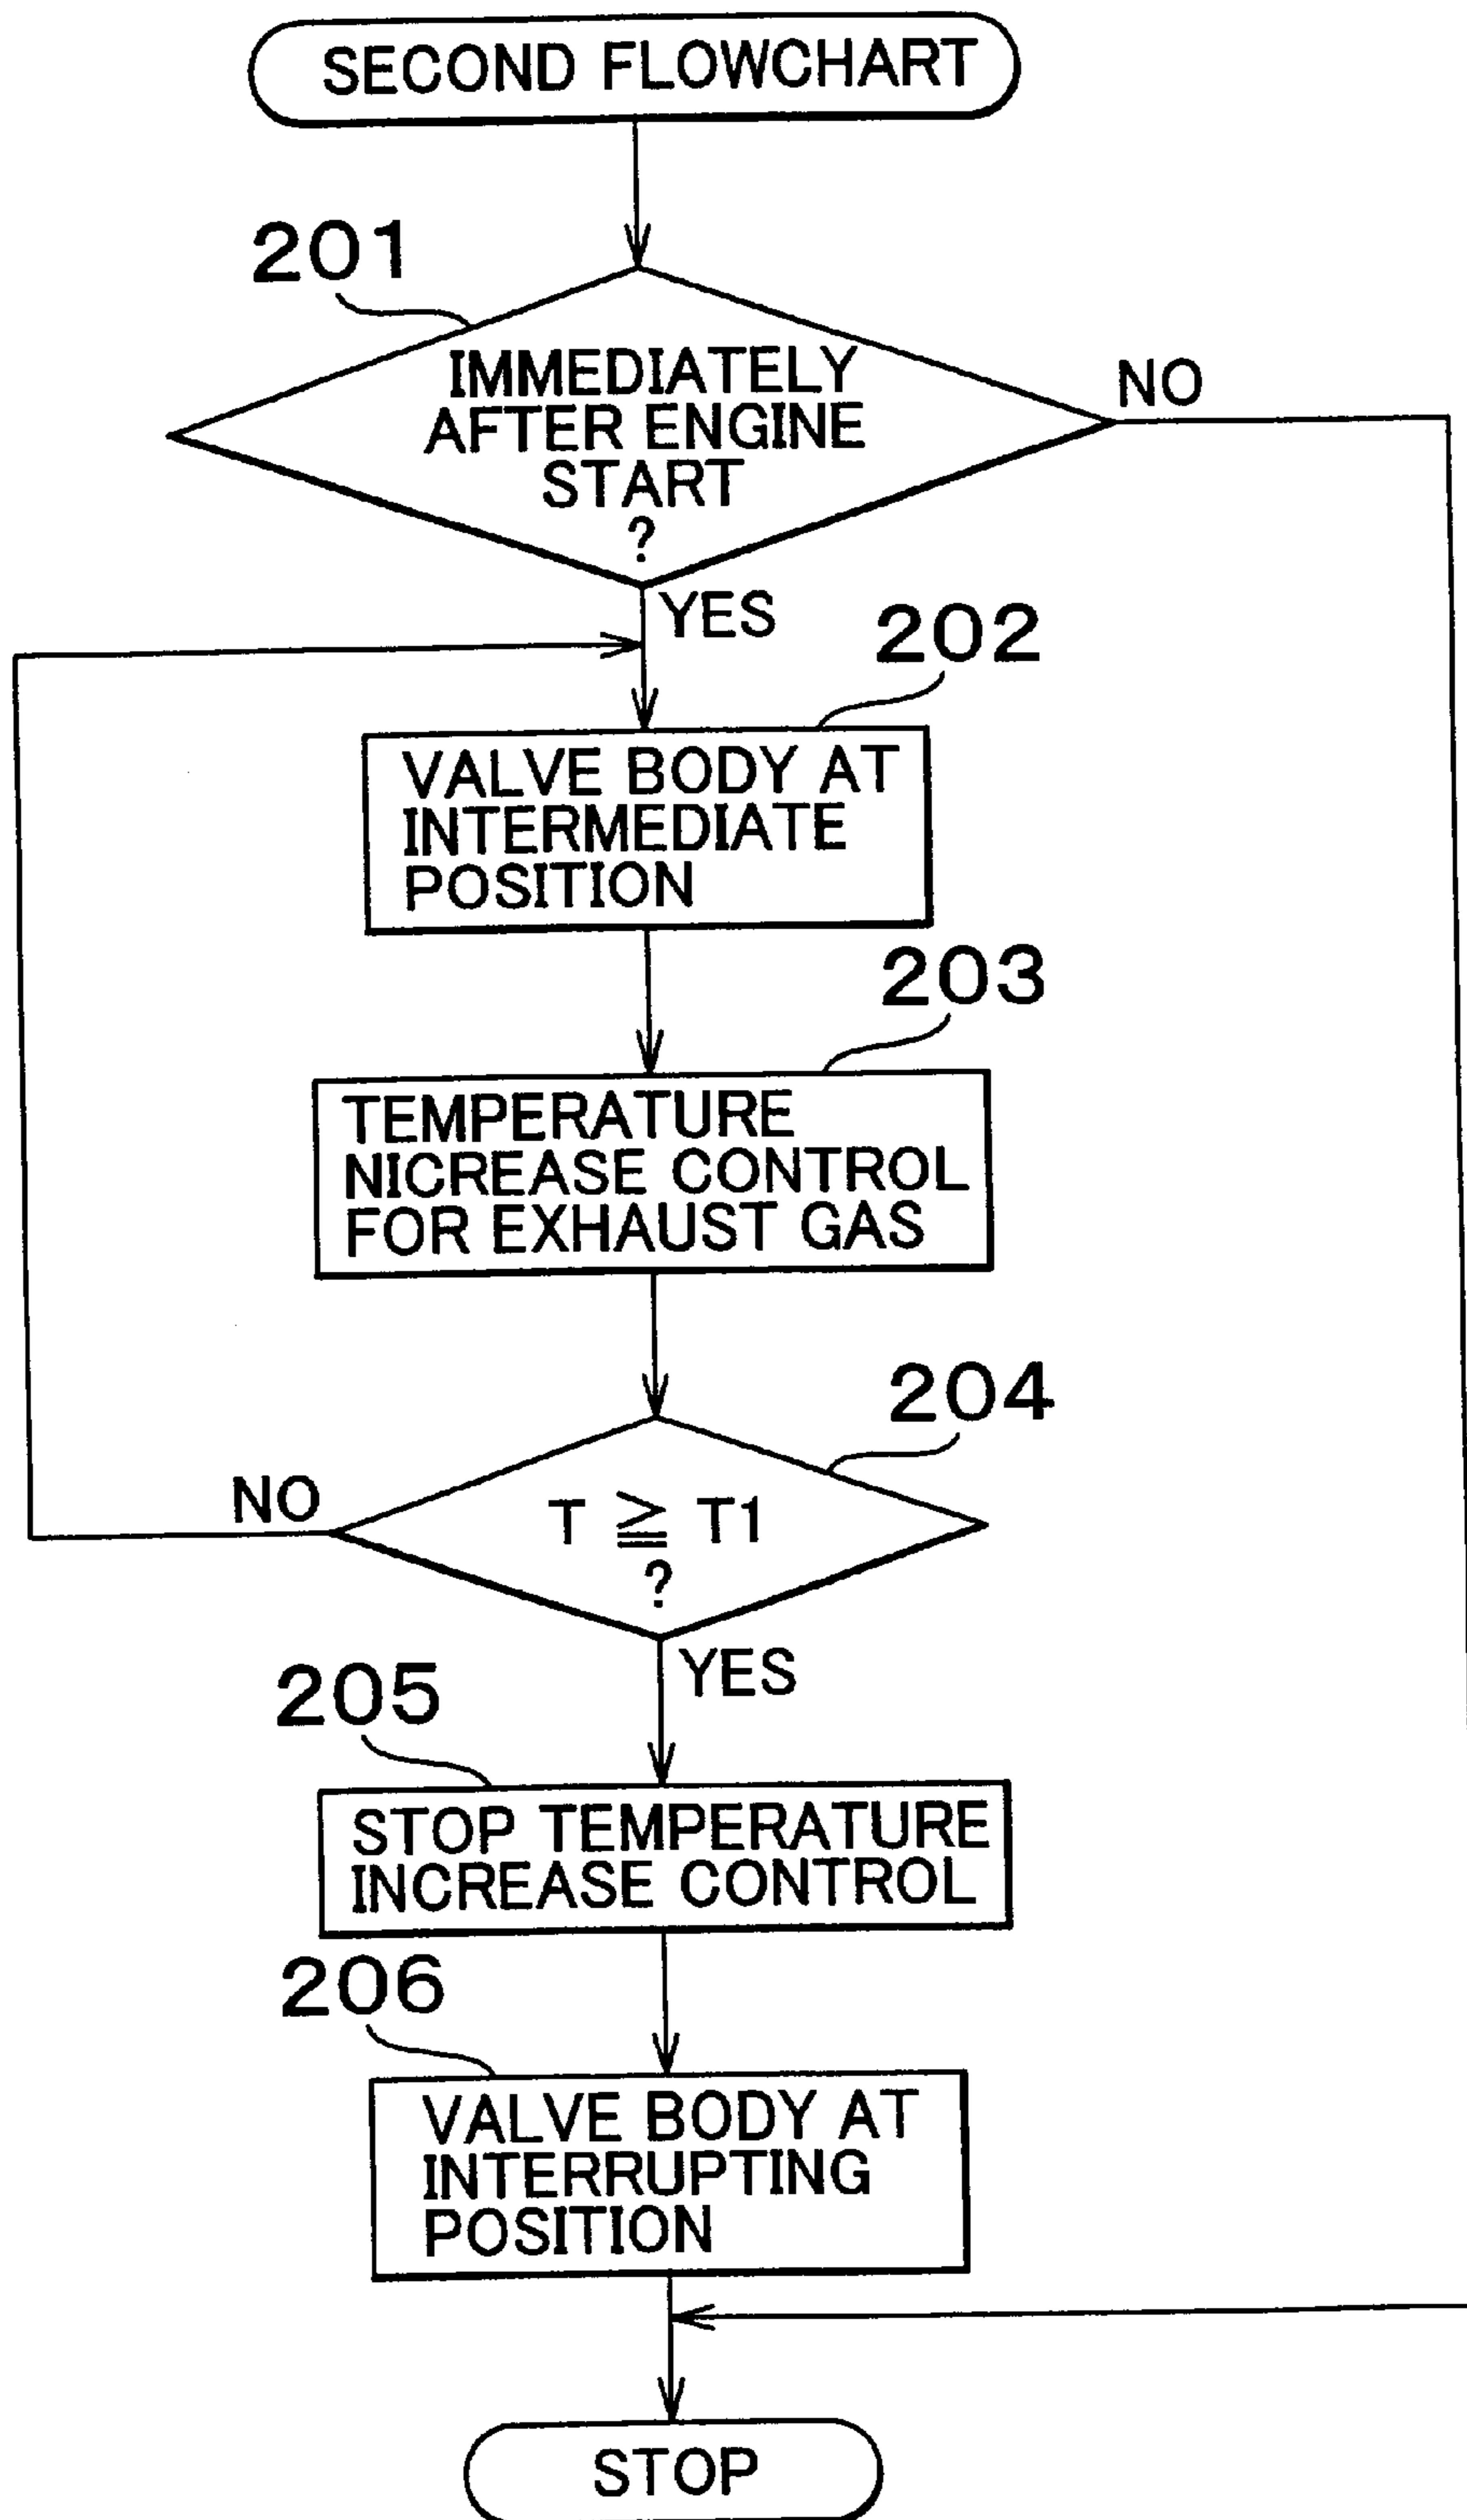 SECOND FLOWCHART
201
IMMEDIATELY
AFTER ENGINE
START
?
NO
YES
202
VALVE BODY AT
INTERMEDIATE
POSITION
203
TEMPERATURE
NICREASE CONTROL
FOR EXHAUST GAS
204
T ≧ T1
?
NO
YES
205
STOP TEMPERATURE
INCREASE CONTROL
206
VALVE BODY AT
INTERRUPTING
POSITION
STOP